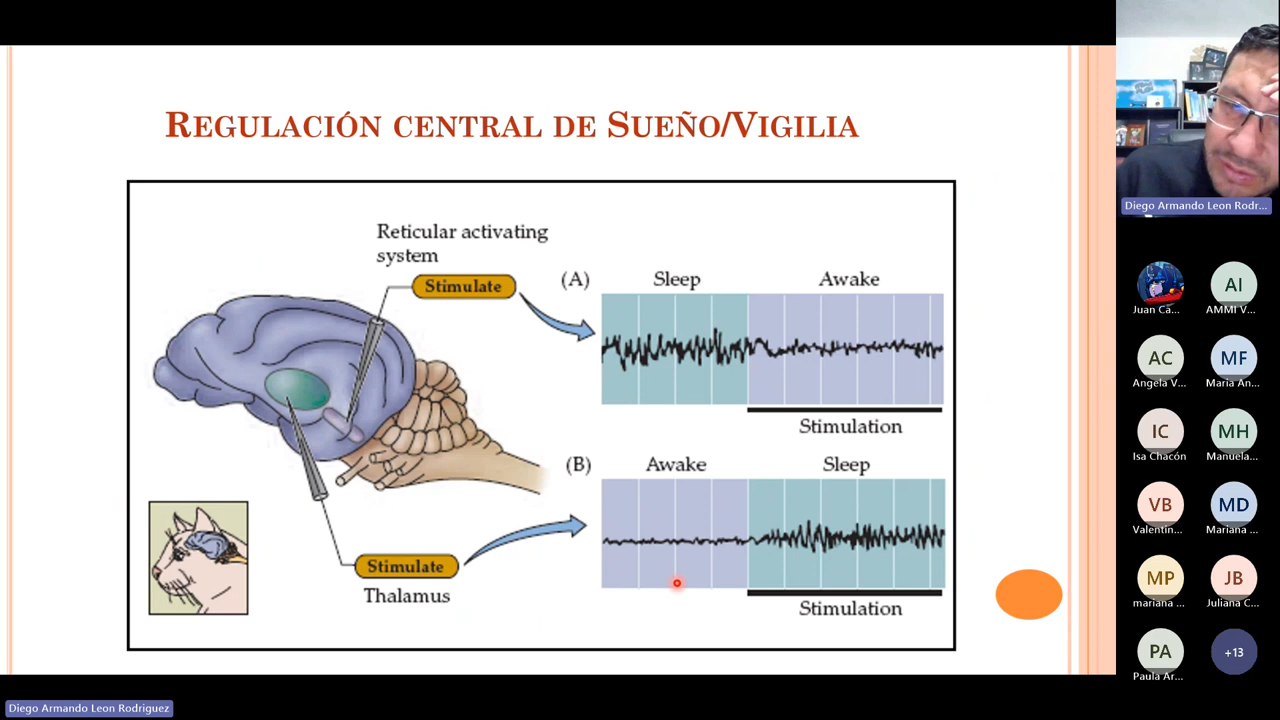 REGULACIÓN CENTRAL DE SUEÑO/VIGILIA
Reticular activating
system
Stimulate
(A)
Sleep
Awake
Stimulation
(B)
Awake
Sleep
Stimulation
Stimulate
Thalamus
Diego Armando Leon Rodr...
Juan Ca...
AI
AMMI V...
AC
Angela V...
MF
Maria An...
IC
Isa Chacón
MH
Manuela...
VB
Valentin...
MD
Mariana ...
MP
mariana ...
JB
Juliana C...
PA
Paula Ar...
+13
Diego Armando Leon Rodriguez